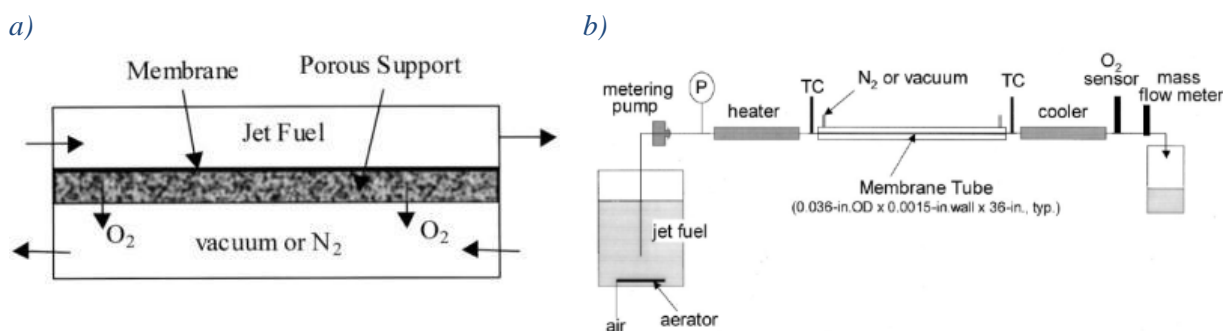 a)
Membrane
Porous Support
Jet Fuel
O2
O2
vacuum or N2
b)
metering
pump
P
heater
TC
N2 or vacuum
TC
cooler
O2
sensor
mass
flow meter
Membrane Tube
(0.036-in.OD x 0.0015-in.wall x 36-in., typ.)
jet fuel
air
aerator